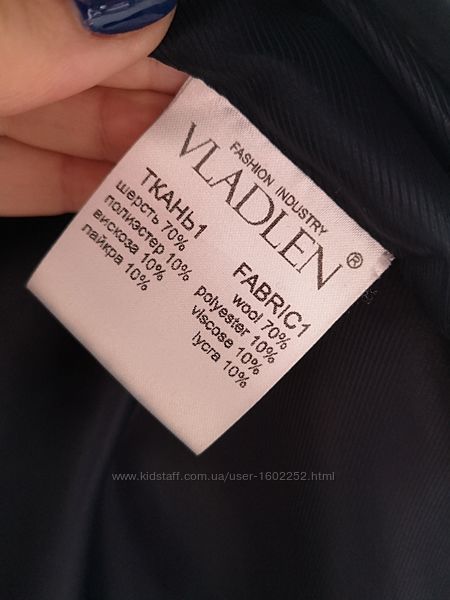 FASHION INDUSTRY
VLADLEN®
ТКАНЬ1
шерсть 70%
полиэстер 10%
вискоза 10%
лайкра 10%
FABRIC1
wool 70%
polyester 10%
viscose 10%
lycra 10%
www.kidstaff.com.ua/user-1602252.html